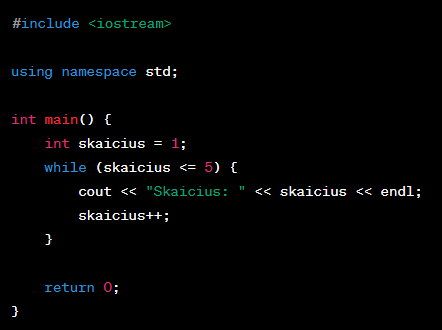 #include <iostream>
using namespace std;
int main() {
    int skaicius = 1;
    while (skaicius <= 5) {
        cout << "Skaicius: " << skaicius << endl;
        skaicius++;
    }
    return 0;
}